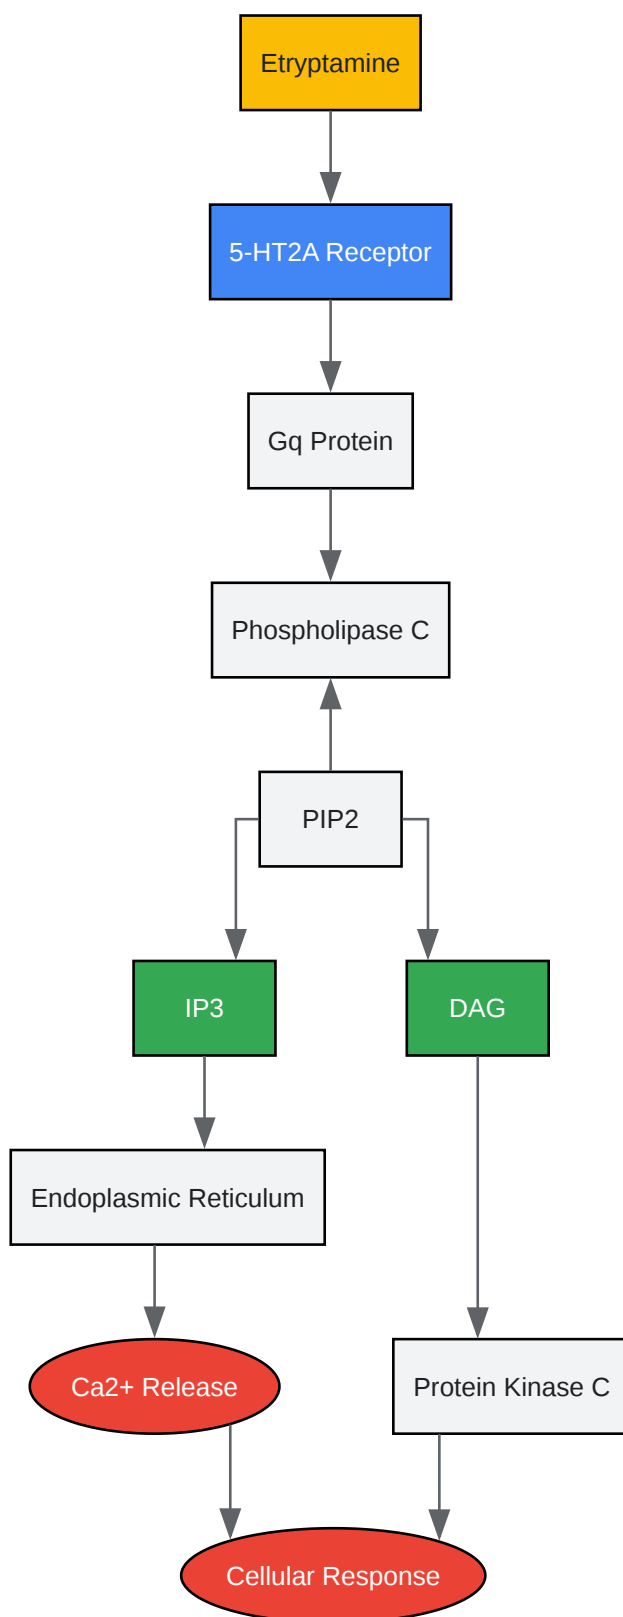 Etryptamine
5-HT2A Receptor
Gq Protein
Phospholipase C
PIP2
IP3
DAG
Endoplasmic Reticulum
Ca2+ Release
Protein Kinase C
Cellular Response